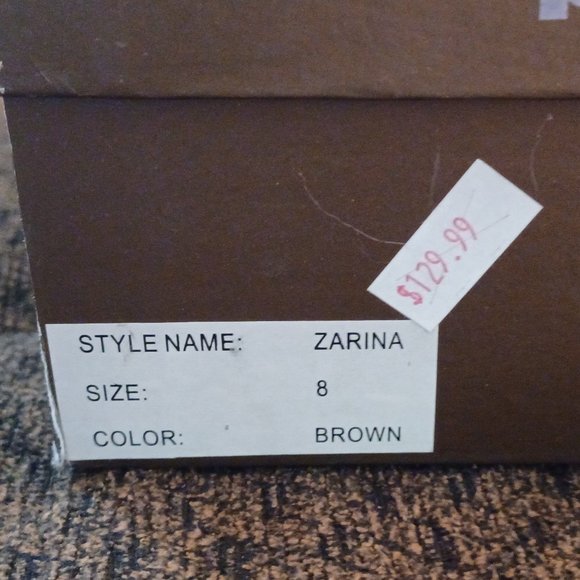 $129.99
STYLE NAME: ZARINA
SIZE: 8
COLOR: BROWN